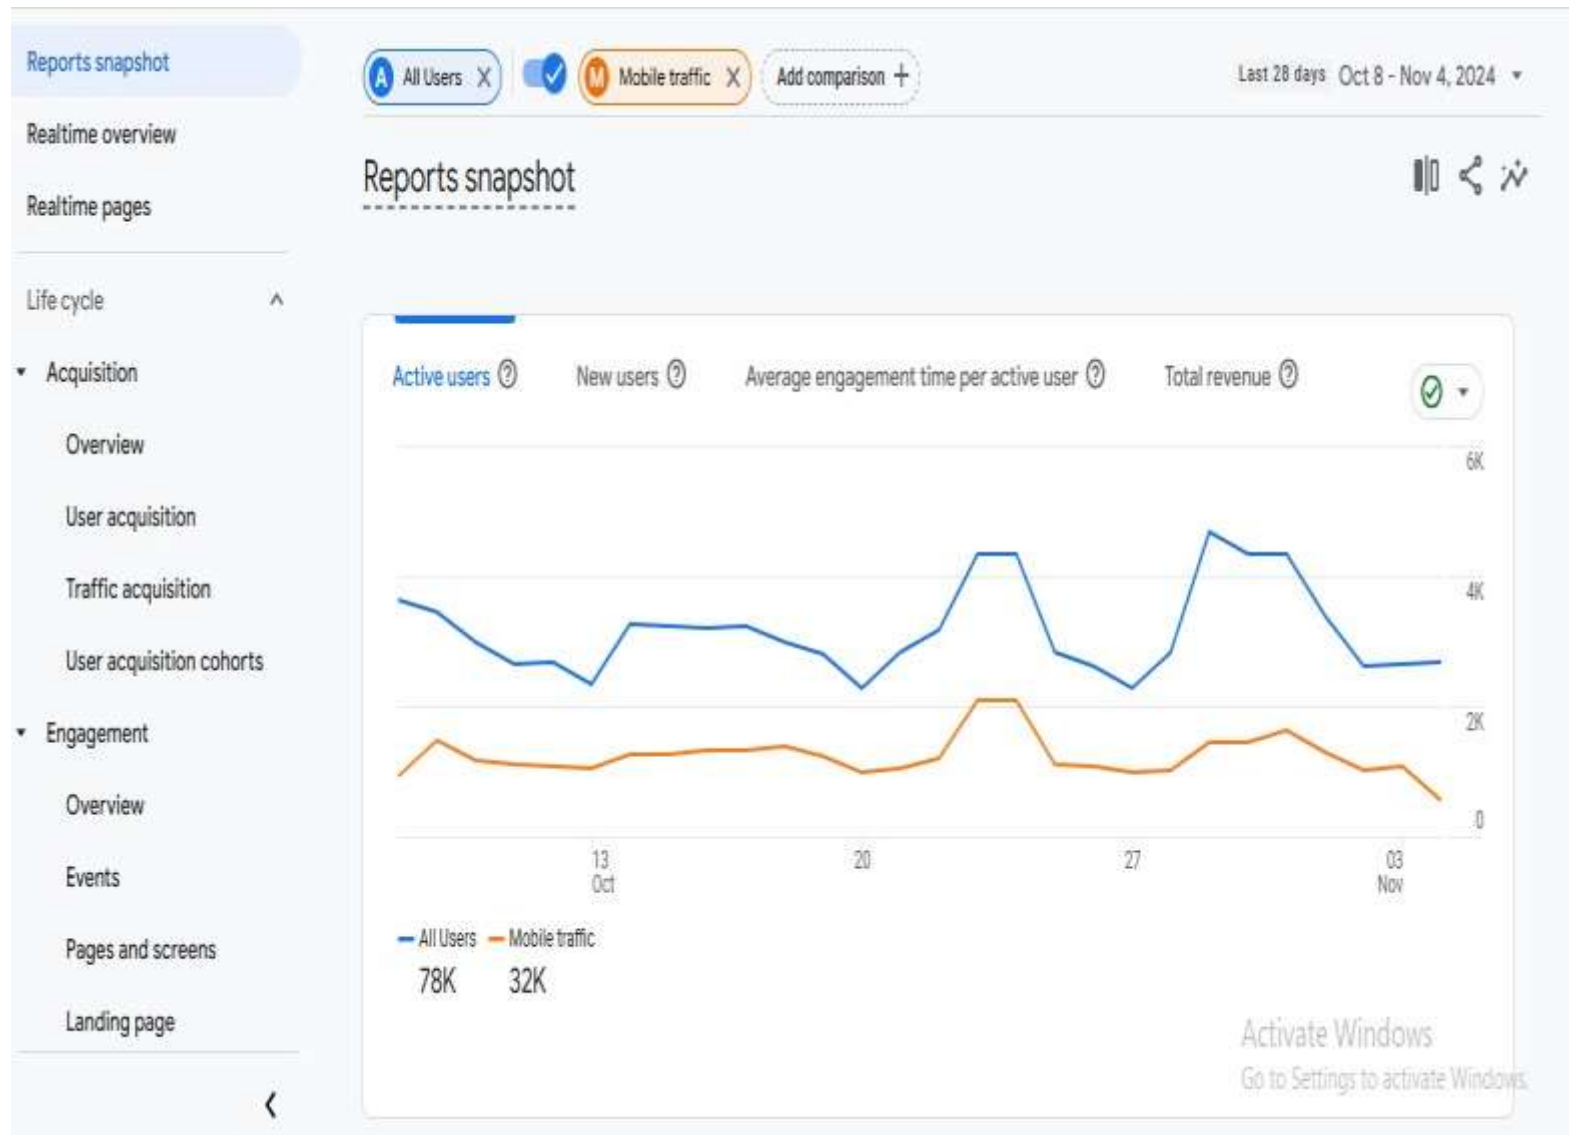 Reports snapshot
Realtime overview
Realtime pages
Life cycle
Acquisition
Overview
User acquisition
Traffic acquisition
User acquisition cohorts
Engagement
Overview
Events
Pages and screens
Landing page
A All Users
M Mobile traffic
Add comparison
Last 28 days Oct 8 - Nov 4, 2024
Reports snapshot
Active users
New users
Average engagement time per active user
Total revenue
6K
4K
2K
0
13 20 27 03
Oct Nov
All Users Mobile traffic
78K 32K
Activate Windows
Go to Settings to activate Windows.